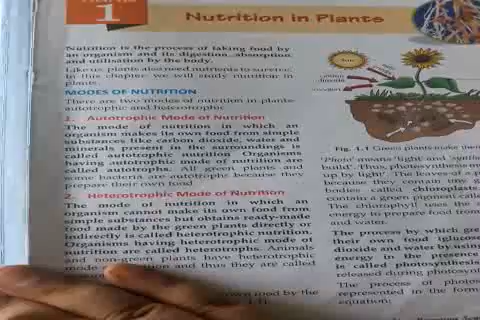 1
Nutrition in Plants
Nutrition is the process of taking food by
an organism and its digestion, absorption
and utilisation by the body.
Like us, plants also need nutrients to survive.
In this chapter we will study nutrition in
plants.
MODES OF NUTRITION
There are two modes of nutrition in plants
autotrophic and heterotrophic
1. Autotrophic Mode of Nutrition
The mode of nutrition in which an
organism makes its own food from simple
substances like carbon dioxide, water and
minerals present in the surroundings is
called autotrophic nutrition. Organisms
having autotrophic mode of nutrition are
called autotrophs. All green plants and
some bacteria are autotrophs because they
prepare their own food
2. Heterotrophic Mode of Nutrition
The mode of nutrition in which an
organism cannot make its own food from
simple substances but obtains ready-made
food made by the green plants directly or
indirectly is called heterotrophic nutrition.
Organisms having heterotrophic mode of
nutrition are called heterotrophs. Animals
and non-green plants have heterotrophic
mode and thus they are called
own food by the
Sun
Carbon
dioxide
Fig. 1.1 Green plants make
'Photo' means 'light' and
build'. Thus, photosynthesis
up by light'. The leaves of a
because they contain tiny
bodies called chloroplasts.
contain a green pigment
The chlorophyll uses the
energy to prepare food from
and water.
The process by which
their own food
dioxide and water by using
energy in the presence
is called photosynthesis
released during
The process of
represented in the form
equation: